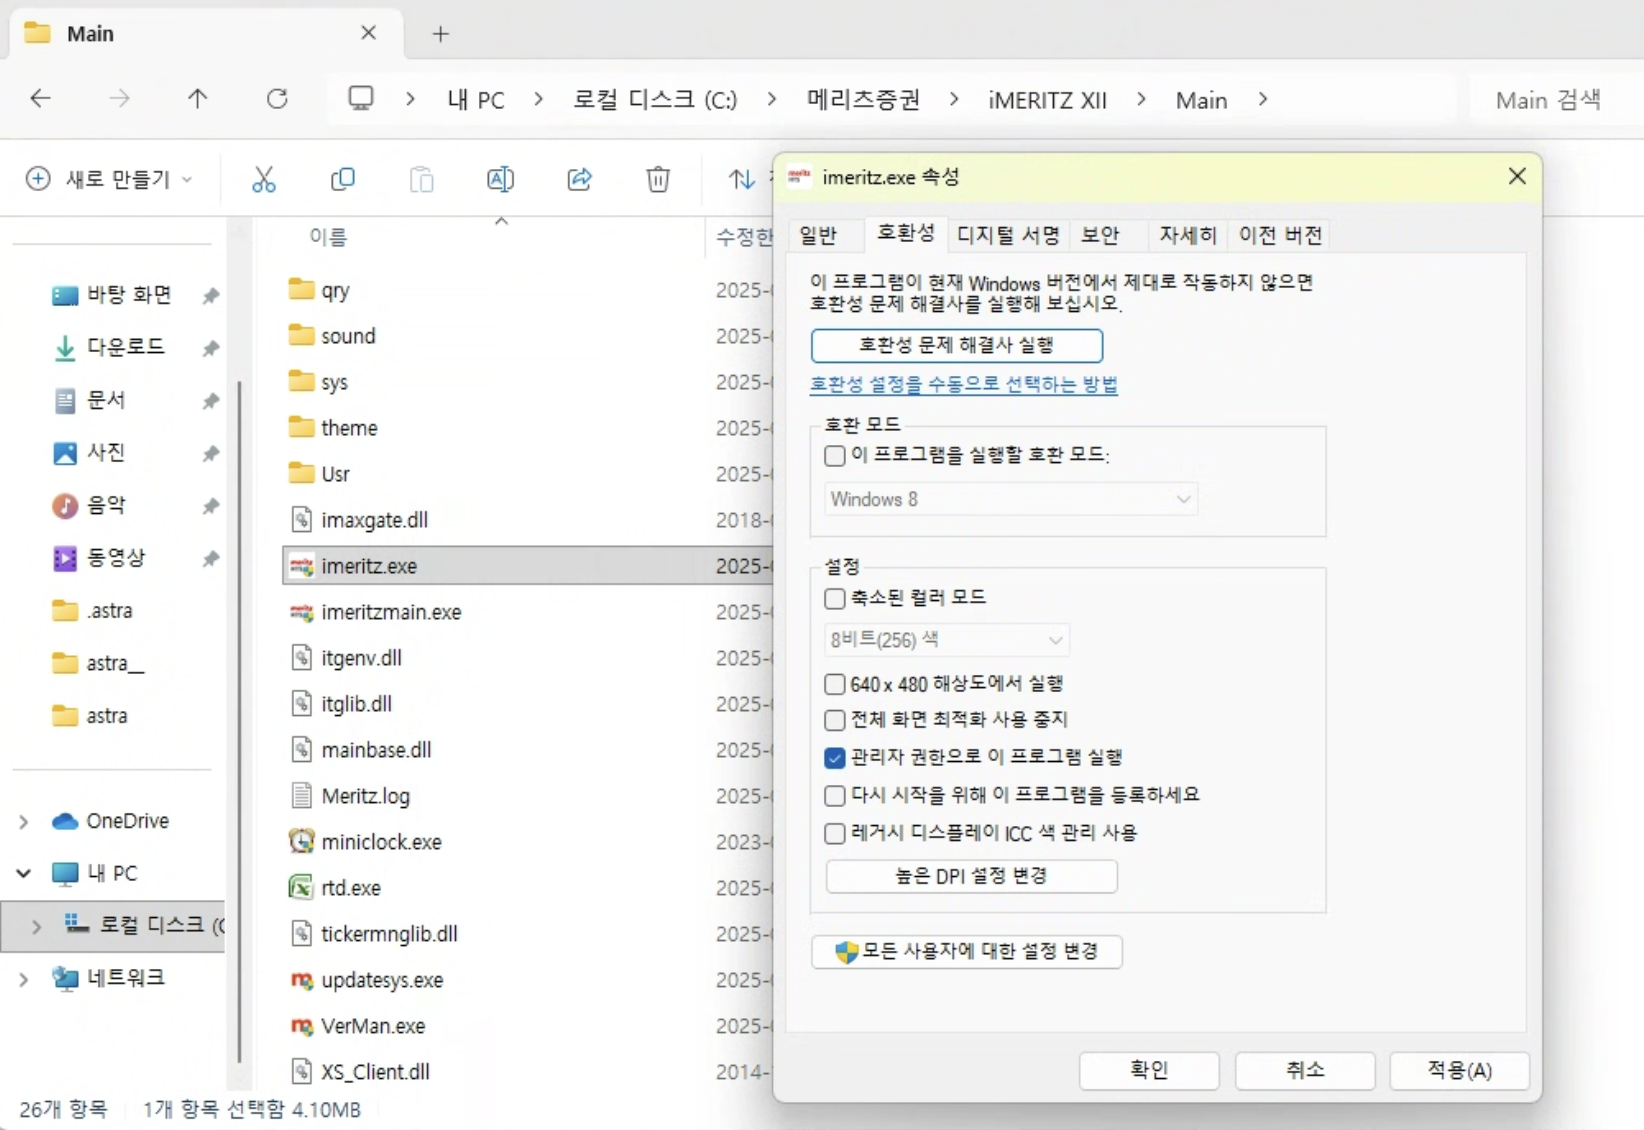 Main
내 PC
로컬 디스크 (C:)
메리츠증권
iMERITZ XII
Main
Main 검색
새로 만들기
이름
수정한
바탕 화면
다운로드
문서
사진
음악
동영상
.astra
astra__
astra
OneDrive
내 PC
로컬 디스크 (C
네트워크
qry 2025-
sound 2025-
sys 2025-
theme 2025-
Usr 2025-
imaxgate.dll 2018-
imeritz.exe 2025-
imeritzmain.exe 2025-
itgenv.dll 2025-
itglib.dll 2025-
mainbase.dll 2025-
Meritz.log 2025-
miniclock.exe 2023-
rtd.exe 2025-
tickermnglib.dll 2025-
updatesys.exe 2025-
VerMan.exe 2025-
XS_Client.dll 2014-
26개 항목
1개 항목 선택함 4.10MB
imeritz.exe 속성
일반
호환성
디지털 서명
보안
자세히
이전 버전
이 프로그램이 현재 Windows 버전에서 제대로 작동하지 않으면
호환성 문제 해결사를 실행해 보십시오.
호환성 문제 해결사 실행
호환성 설정을 수동으로 선택하는 방법
호환 모드
이 프로그램을 실행할 호환 모드:
Windows 8
설정
축소된 컬러 모드
8비트(256) 색
640 x 480 해상도에서 실행
전체 화면 최적화 사용 중지
관리자 권한으로 이 프로그램 실행
다시 시작을 위해 이 프로그램을 등록하세요
레거시 디스플레이 ICC 색 관리 사용
높은 DPI 설정 변경
모든 사용자에 대한 설정 변경
확인
취소
적용(A)